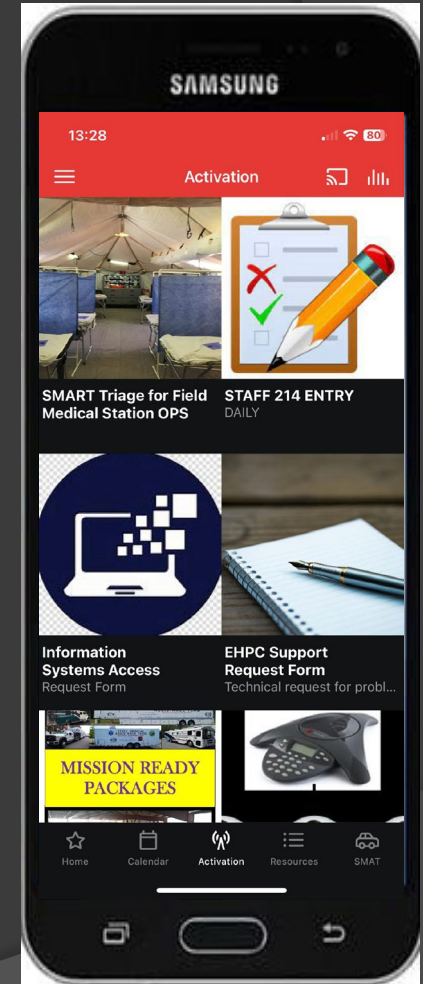 SAMSUNG
13:28
80
Activation
SMART Triage for Field
Medical Station OPS
STAFF 214 ENTRY
DAILY
Information
Systems Access
Request Form
EHPC Support
Request Form
Technical request for probl...
MISSION READY
PACKAGES
Home
Calendar
Activation
Resources
SMAT